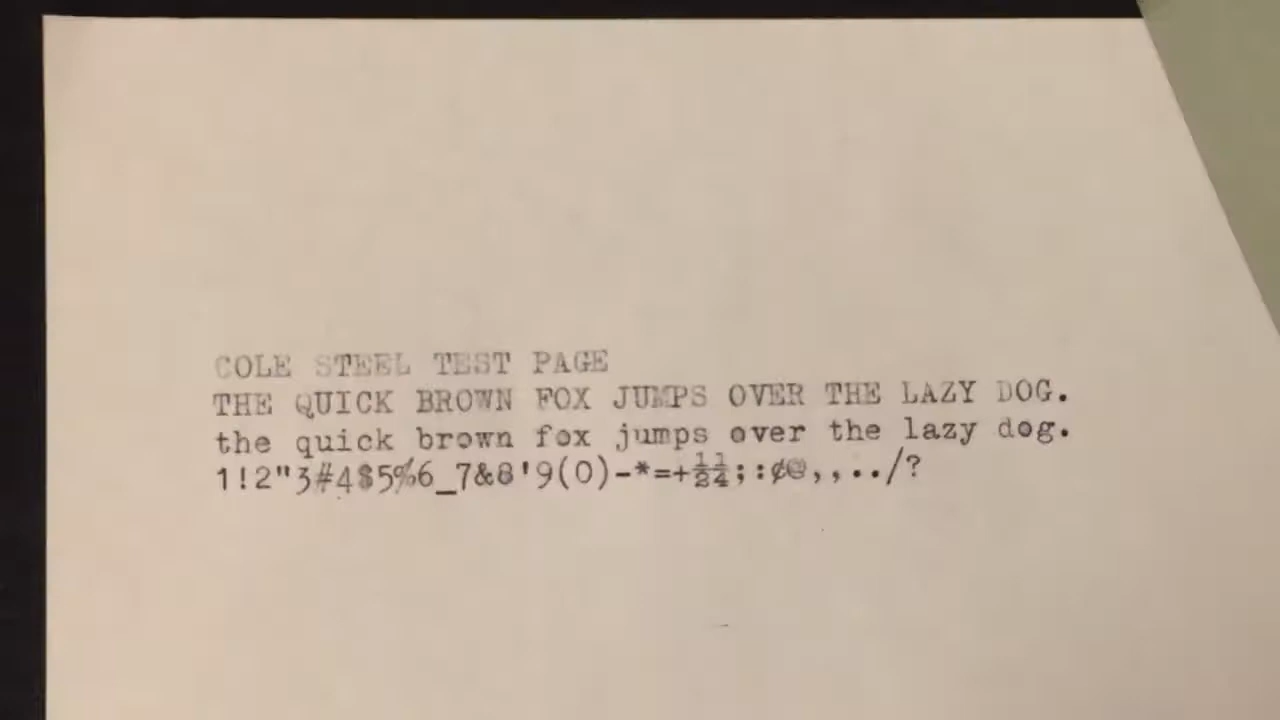 COLE STEEL TEST PAGE
THE QUICK BROWN FOX JUMPS OVER THE LAZY DOG.
the quick brown fox jumps over the lazy dog.
1!2"3#4$5%6_7&8'9(0)-*=+½¼;:¢@,,../?